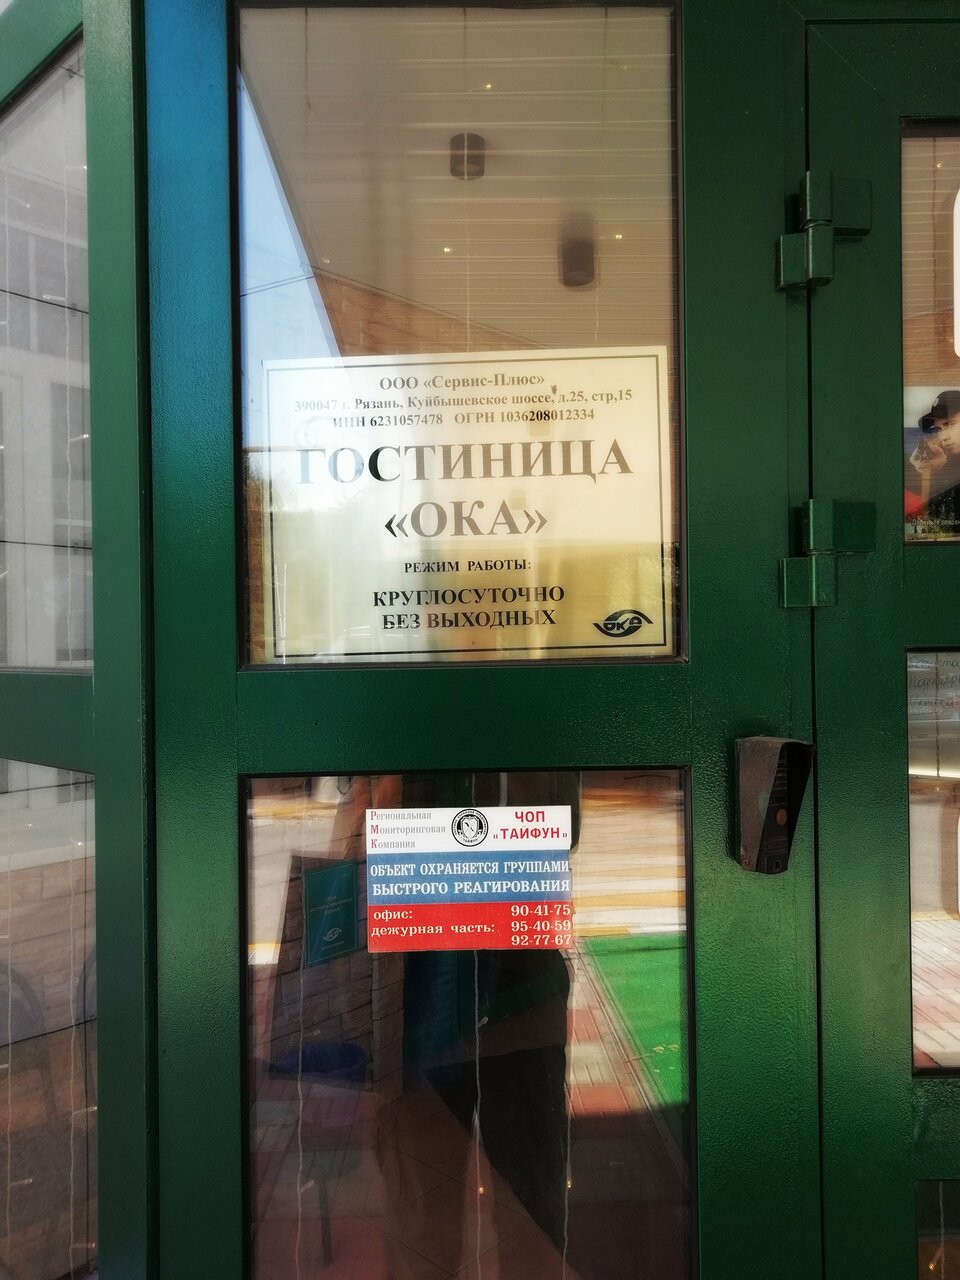 ООО «Сервис-Плюс»
390047 г. Рязань, Куйбышевское шоссе, д.25, стр,15
ИНН 6231057478 ОГРН 1036208012334
ГОСТИНИЦА
«ОКА»
РЕЖИМ РАБОТЫ:
КРУГЛОСУТОЧНО
БЕЗ ВЫХОДНЫХ
ОКА
Региональная
Мониторинговая
Компания
ЧОП
«ТАЙФУН»
ОБЪЕКТ ОХРАНЯЕТСЯ ГРУППАМИ
БЫСТРОГО РЕАГИРОВАНИЯ
офис: 90-41-75
дежурная часть: 95-40-59
92-77-67